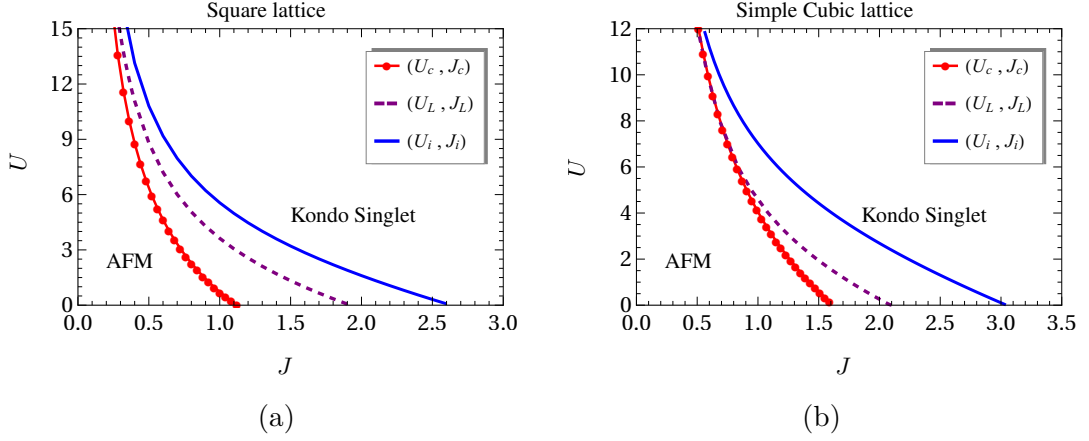 Square lattice
15
12
9
6
3
0
U
(U_c , J_c)
(U_L , J_L)
(U_i , J_i)
Kondo Singlet
AFM
0.0 0.5 1.0 1.5 2.0 2.5 3.0
J
(a)
Simple Cubic lattice
12
10
8
6
4
2
0
U
(U_c , J_c)
(U_L , J_L)
(U_i , J_i)
Kondo Singlet
AFM
0.0 0.5 1.0 1.5 2.0 2.5 3.0 3.5
J
(b)